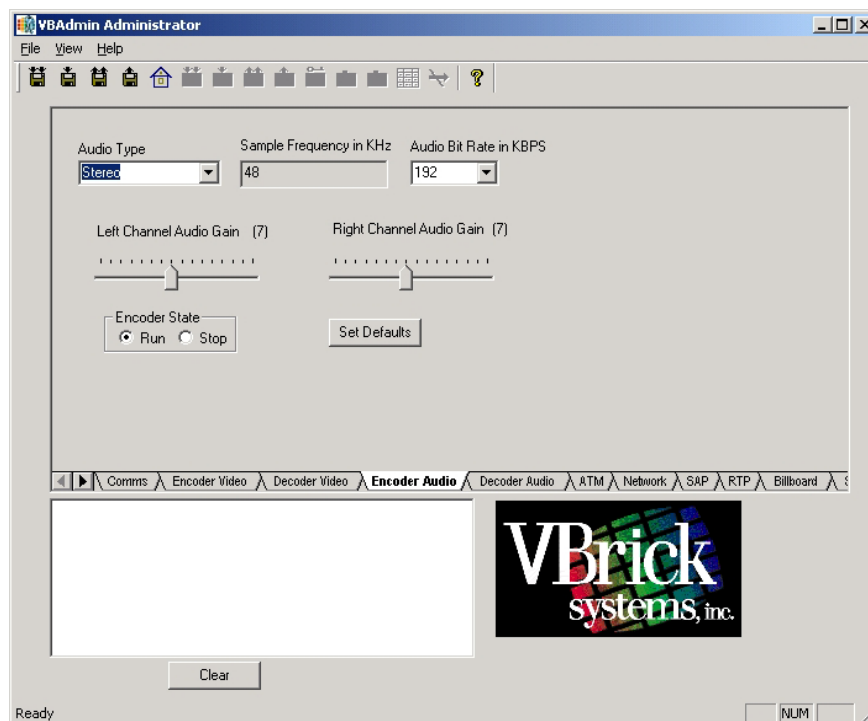 VBAdmin Administrator
File View Help
Audio Type
Sample Frequency in KHz
Audio Bit Rate in KBPS
Stereo
48
192
Left Channel Audio Gain (7)
Right Channel Audio Gain (7)
Encoder State
Run Stop
Set Defaults
Comms Encoder Video Decoder Video Encoder Audio Decoder Audio ATM Network SAP RTP Billboard
VBrick
systems, inc.
Clear
Ready
NUM